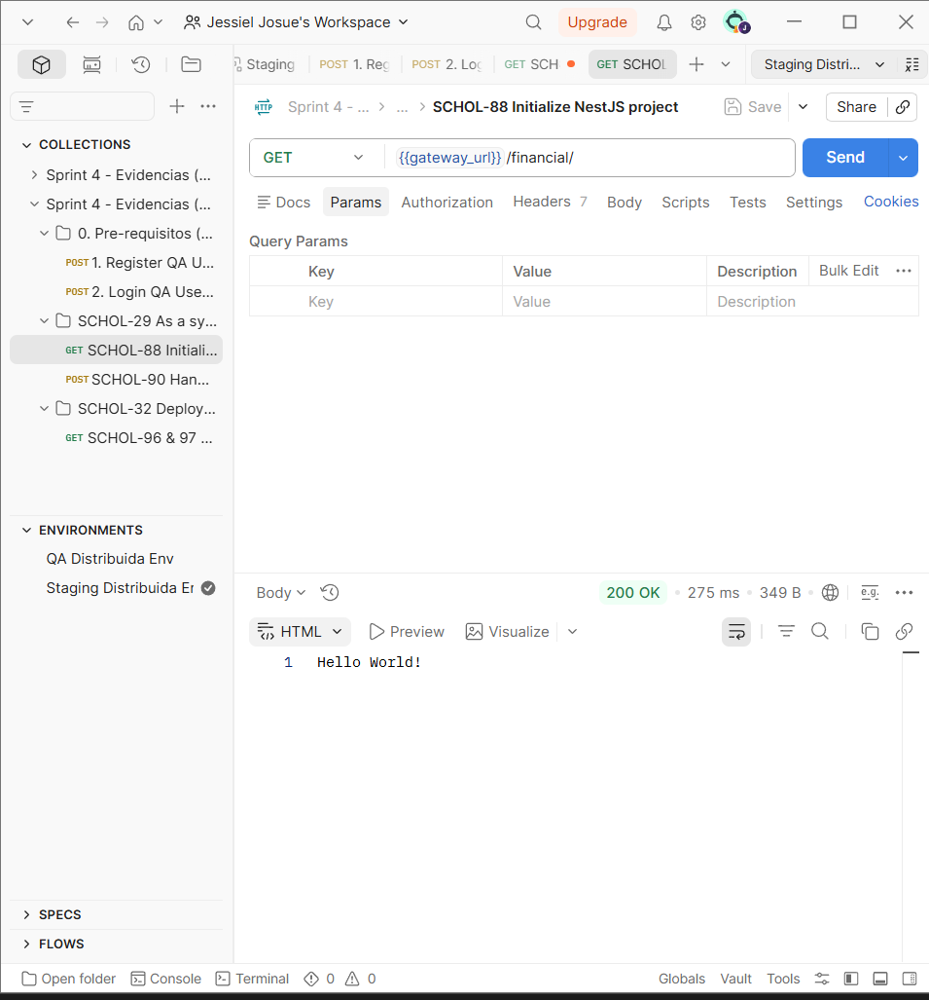 Jessiel Josue's Workspace
Upgrade
J
Staging
POST 1. Reg
POST 2. Log
GET SCH
GET SCHOL
Staging Distri...
HTTP
Sprint 4 - ... > ... > SCHOL-88 Initialize NestJS project
Save
Share
COLLECTIONS
Sprint 4 - Evidencias (...
Sprint 4 - Evidencias (...
0. Pre-requisitos (...
POST 1. Register QA U...
POST 2. Login QA Use...
SCHOL-29 As a sy...
GET SCHOL-88 Initiali...
POST SCHOL-90 Han...
SCHOL-32 Deploy...
GET SCHOL-96 & 97 ...
ENVIRONMENTS
QA Distribuida Env
Staging Distribuida Er
SPECS
FLOWS
GET
{{gateway_url}} /financial/
Send
Docs Params Authorization Headers 7 Body Scripts Tests Settings Cookies
Query Params
Key Value Description Bulk Edit
Key Value Description
Body
200 OK • 275 ms • 349 B
e.g.
HTML Preview Visualize
1 Hello World!
Open folder Console Terminal 0 0 Globals Vault Tools